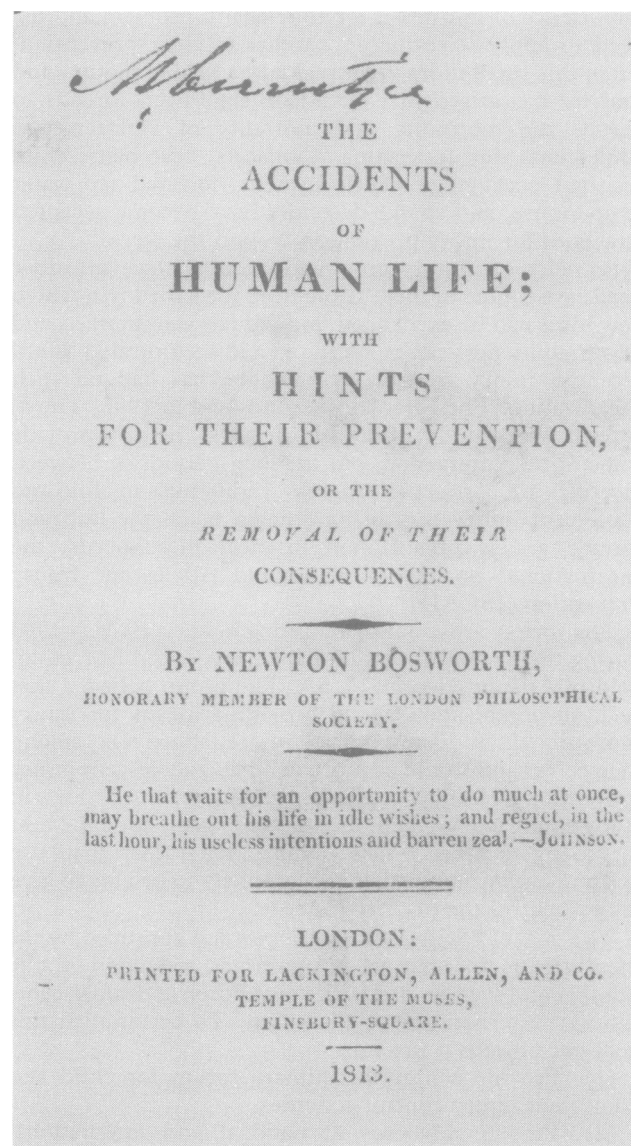 THE
ACCIDENTS
OF
HUMAN LIFE;
WITH
HINTS
FOR THEIR PREVENTION,
OR THE
REMOVAL OF THEIR
CONSEQUENCES.
BY NEWTON BOSWORTH,
HONORARY MEMBER OF THE LONDON PHILOSOPHICAL
SOCIETY.
He that waits for an opportunity to do much at once,
may breathe out his life in idle wishes; and regret, in the
last hour, his useless intentions and barren zeal.—JOHNSON.
LONDON:
PRINTED FOR LACKINGTON, ALLEN, AND CO.
TEMPLE OF THE MUSES,
FINSBURY-SQUARE.
1813.